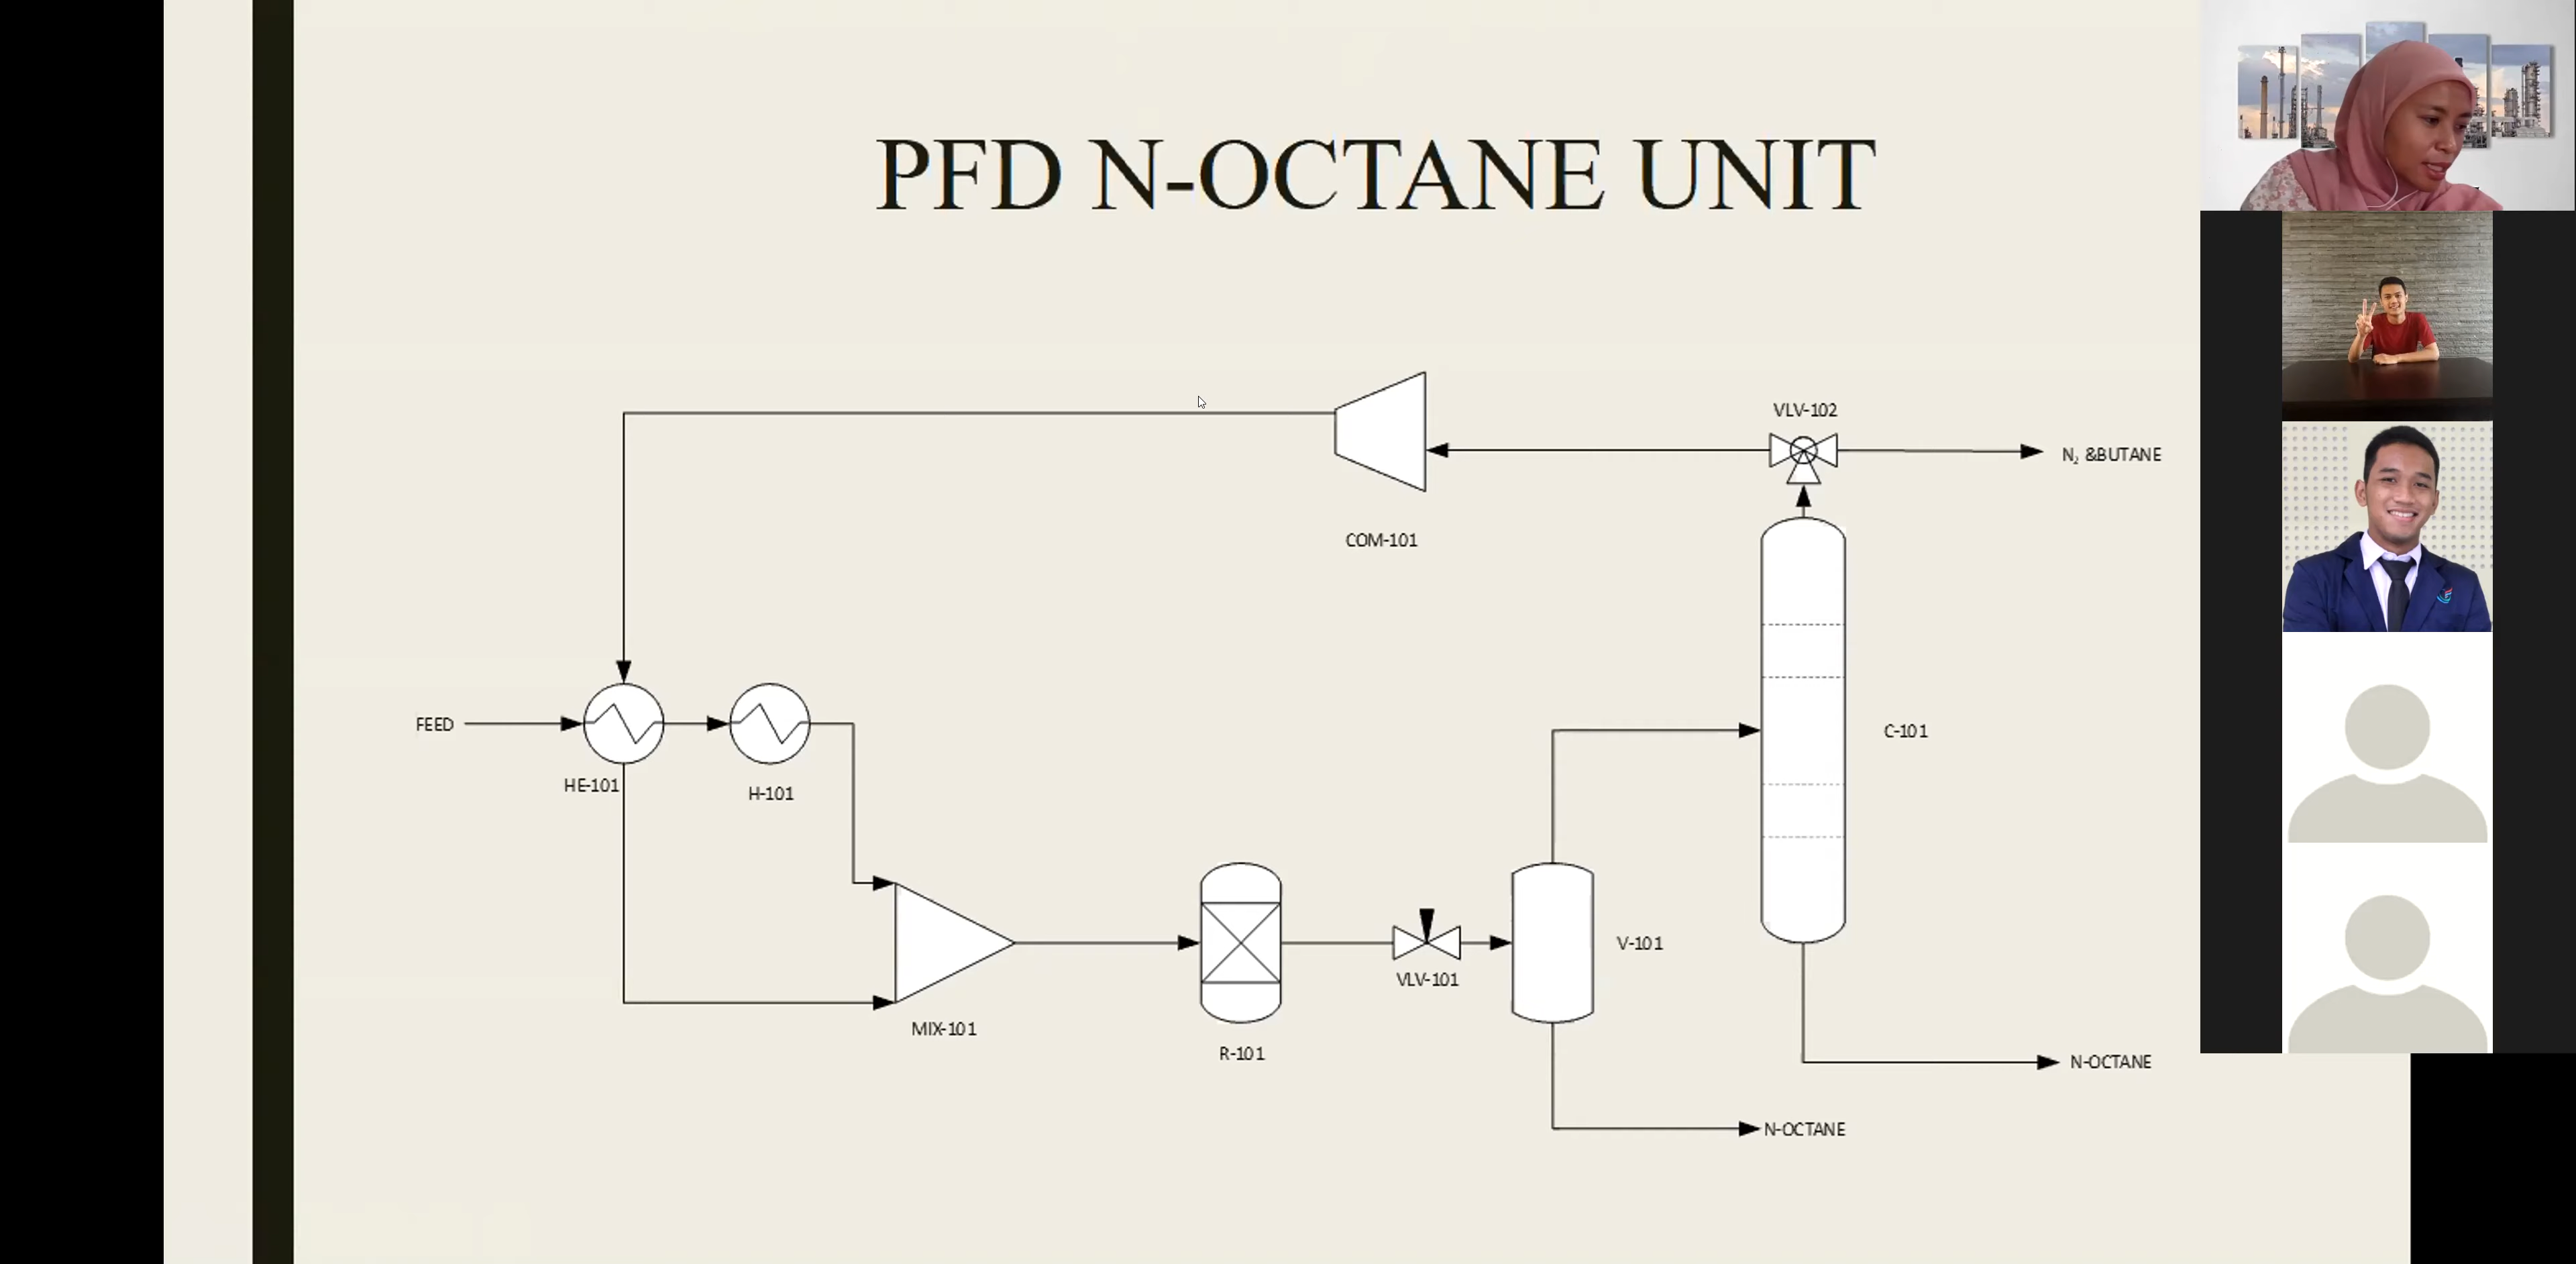 PFD N-OCTANE UNIT
VLV-102
N₂ &BUTANE
COM-101
FEED
C-101
HE-101
H-101
V-101
VLV-101
MIX-101
R-101
N-OCTANE
N-OCTANE